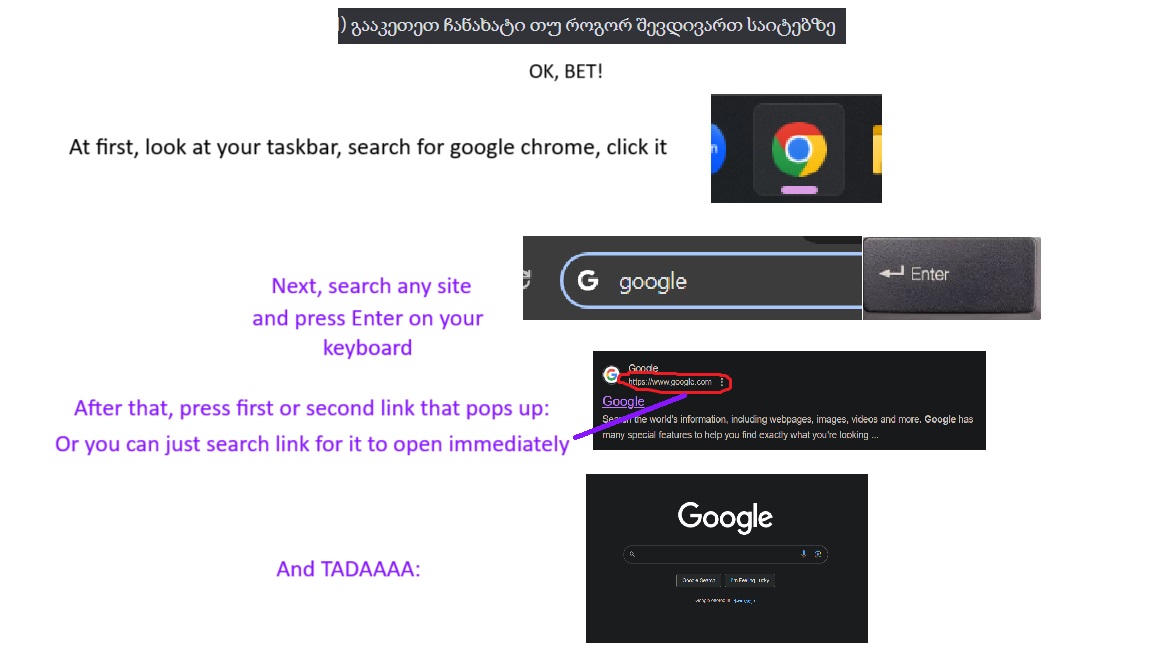 ) გააკეთეთ ჩანახატი თუ როგორ შევდივართ საიტებზე
OK, BET!
At first, look at your taskbar, search for google chrome, click it
google
Enter
Next, search any site
and press Enter on your
keyboard
Google
https://www.google.com
Google
Search the world's information, including webpages, images, videos and more. Google has
many special features to help you find exactly what you're looking ...
After that, press first or second link that pops up:
Or you can just search link for it to open immediately
Google
Google Search
I'm Feeling Lucky
And TADAAAA: